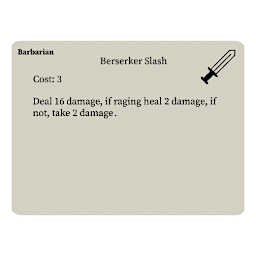 Barbarian
Berserker Slash
Cost: 3
Deal 16 damage, if raging heal 2 damage, if
not, take 2 damage.